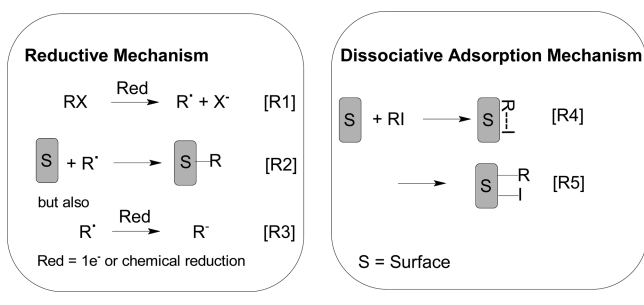 Reductive Mechanism
RX Red R• + X- [R1]
S + R• S R [R2]
but also
R• Red R- [R3]
Red = 1e- or chemical reduction
Dissociative Adsorption Mechanism
S + RI S R I [R4]
S R I [R5]
S = Surface